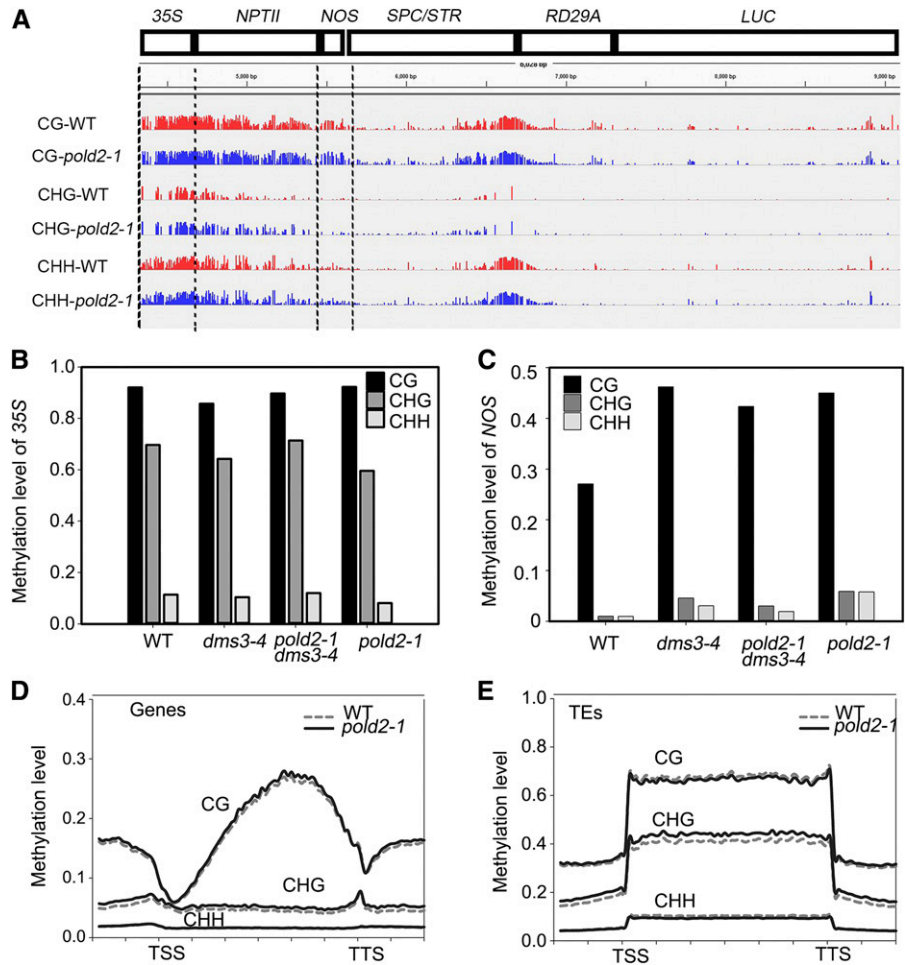 A
35S NPTII NOS SPC/STR RD29A LUC
5,000 bp 6,000 bp 7,000 bp 8,000 bp 9,000 bp
CG-WT
CG-pold2-1
CHG-WT
CHG-pold2-1
CHH-WT
CHH-pold2-1
B
Methylation level of 35S
1.0
0.8
0.6
0.4
0.2
0.0
CG
CHG
CHH
WT dms3-4 pold2-1 pold2-1
dms3-4
C
Methylation level of NOS
0.5
0.4
0.3
0.2
0.1
0
CG
CHG
CHH
WT dms3-4 pold2-1 pold2-1
dms3-4
D
Methylation level
0.4
0.3
0.2
0.1
0.0
Genes
WT
pold2-1
CG
CHG
CHH
TSS TTS
E
Methylation level
1.0
0.8
0.6
0.4
0.2
0.0
TEs
WT
pold2-1
CG
CHG
CHH
TSS TTS